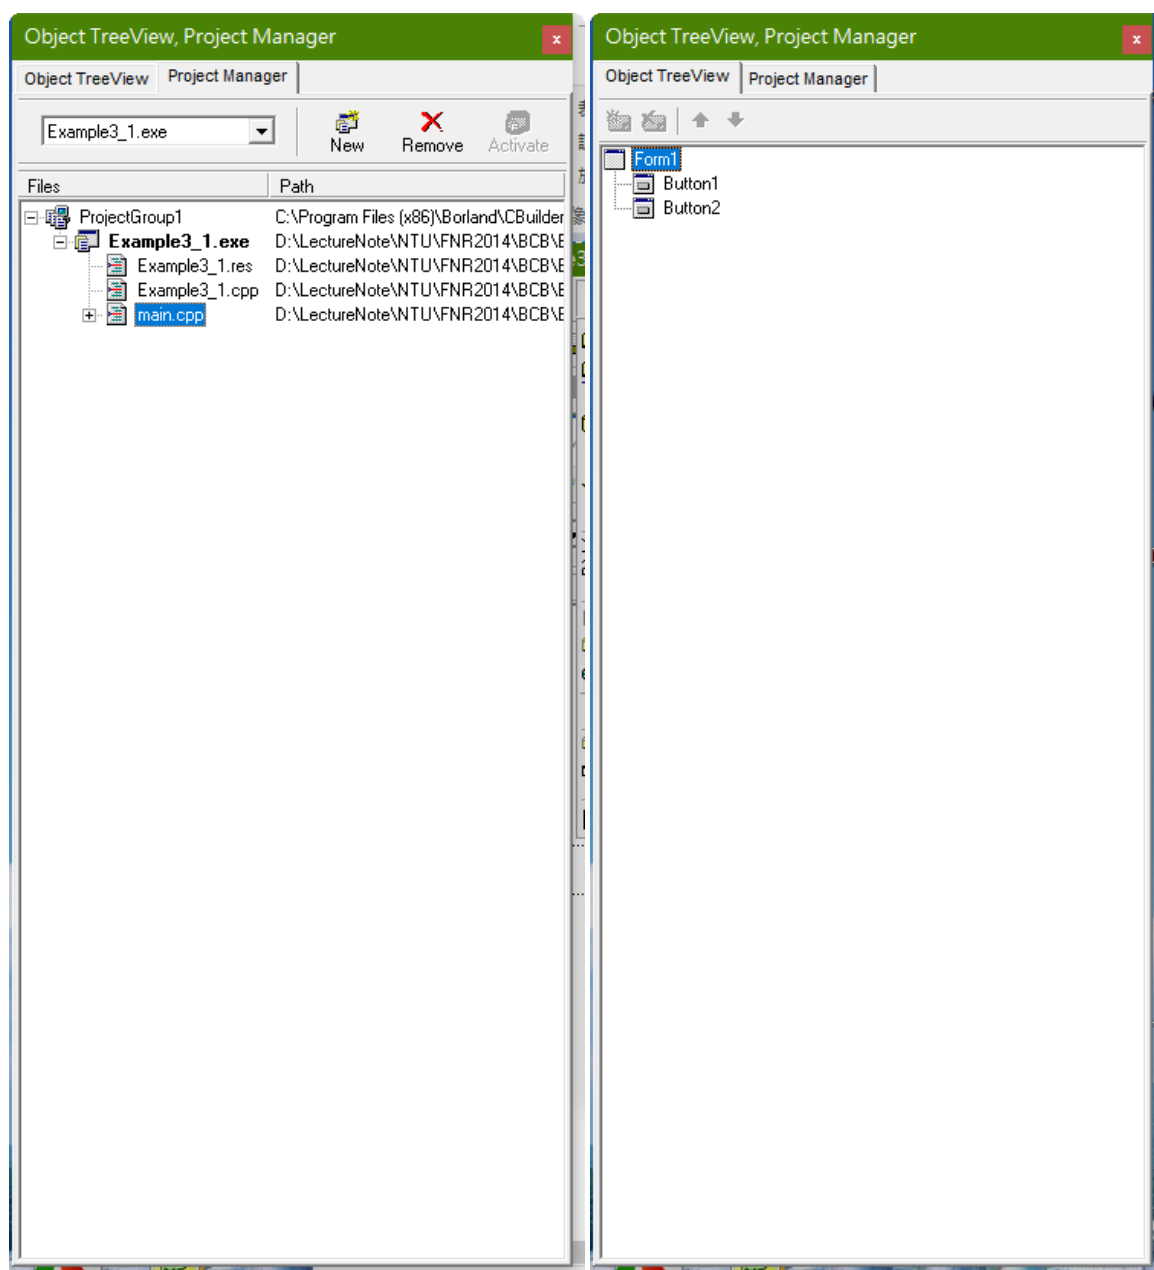 Object TreeView, Project Manager
x
Object TreeView Project Manager
Example3_1.exe New Remove Activate
Files Path
ProjectGroup1 C:\Program Files (x86)\Borland\CBuilder
Example3_1.exe D:\LectureNote\NTU\FNR2014\BCB\E
Example3_1.res D:\LectureNote\NTU\FNR2014\BCB\E
Example3_1.cpp D:\LectureNote\NTU\FNR2014\BCB\E
main.cpp D:\LectureNote\NTU\FNR2014\BCB\E
Object TreeView, Project Manager
x
Object TreeView Project Manager
Form1
Button1
Button2